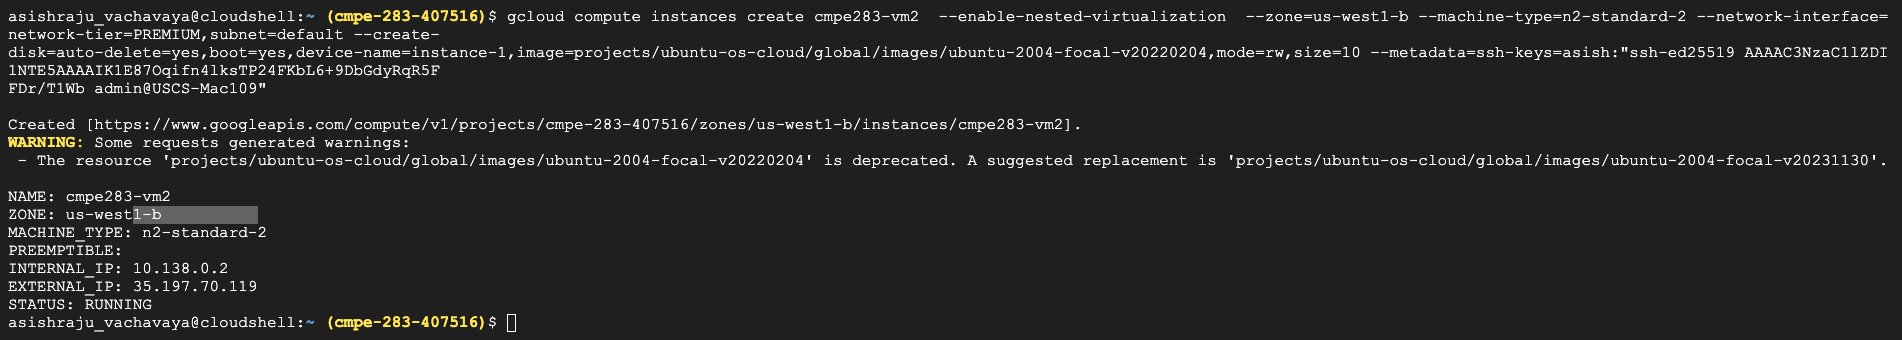 asishraju_vachavaya@cloudshell:~ (cmpe-283-407516)$ gcloud compute instances create cmpe283-vm2  --enable-nested-virtualization  --zone=us-west1-b --machine-type=n2-standard-2 --network-interface=
network-tier=PREMIUM,subnet=default --create-
disk=auto-delete=yes,boot=yes,device-name=instance-1,image=projects/ubuntu-os-cloud/global/images/ubuntu-2004-focal-v20220204,mode=rw,size=10 --metadata=ssh-keys=asish:"ssh-ed25519 AAAAC3NzaC1lZDI
1NTE5AAAAIK1E87Oqifn4lksTP24FKbL6+9DbGdyRqR5F
FDr/T1Wb admin@USCS-Mac109"
Created [https://www.googleapis.com/compute/v1/projects/cmpe-283-407516/zones/us-west1-b/instances/cmpe283-vm2].
WARNING: Some requests generated warnings:
 - The resource 'projects/ubuntu-os-cloud/global/images/ubuntu-2004-focal-v20220204' is deprecated. A suggested replacement is 'projects/ubuntu-os-cloud/global/images/ubuntu-2004-focal-v20231130'.
NAME: cmpe283-vm2
ZONE: us-west1-b
MACHINE_TYPE: n2-standard-2
PREEMPTIBLE:
INTERNAL_IP: 10.138.0.2
EXTERNAL_IP: 35.197.70.119
STATUS: RUNNING
asishraju_vachavaya@cloudshell:~ (cmpe-283-407516)$